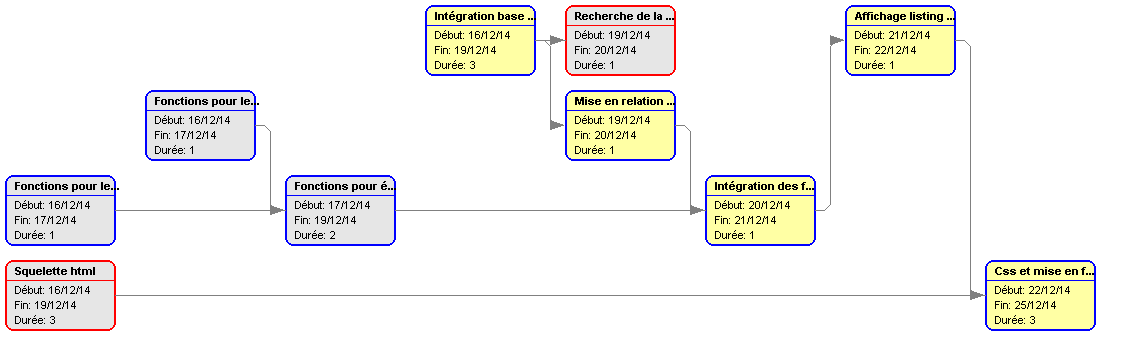 Intégration base ...
Début: 16/12/14
Fin: 19/12/14
Durée: 3
Recherche de la ...
Début: 19/12/14
Fin: 20/12/14
Durée: 1
Affichage listing ...
Début: 21/12/14
Fin: 22/12/14
Durée: 1
Fonctions pour le...
Début: 16/12/14
Fin: 17/12/14
Durée: 1
Mise en relation ...
Début: 19/12/14
Fin: 20/12/14
Durée: 1
Fonctions pour le...
Début: 16/12/14
Fin: 17/12/14
Durée: 1
Fonctions pour é...
Début: 17/12/14
Fin: 19/12/14
Durée: 2
Intégration des f...
Début: 20/12/14
Fin: 21/12/14
Durée: 1
Squelette html
Début: 16/12/14
Fin: 19/12/14
Durée: 3
Css et mise en f...
Début: 22/12/14
Fin: 25/12/14
Durée: 3